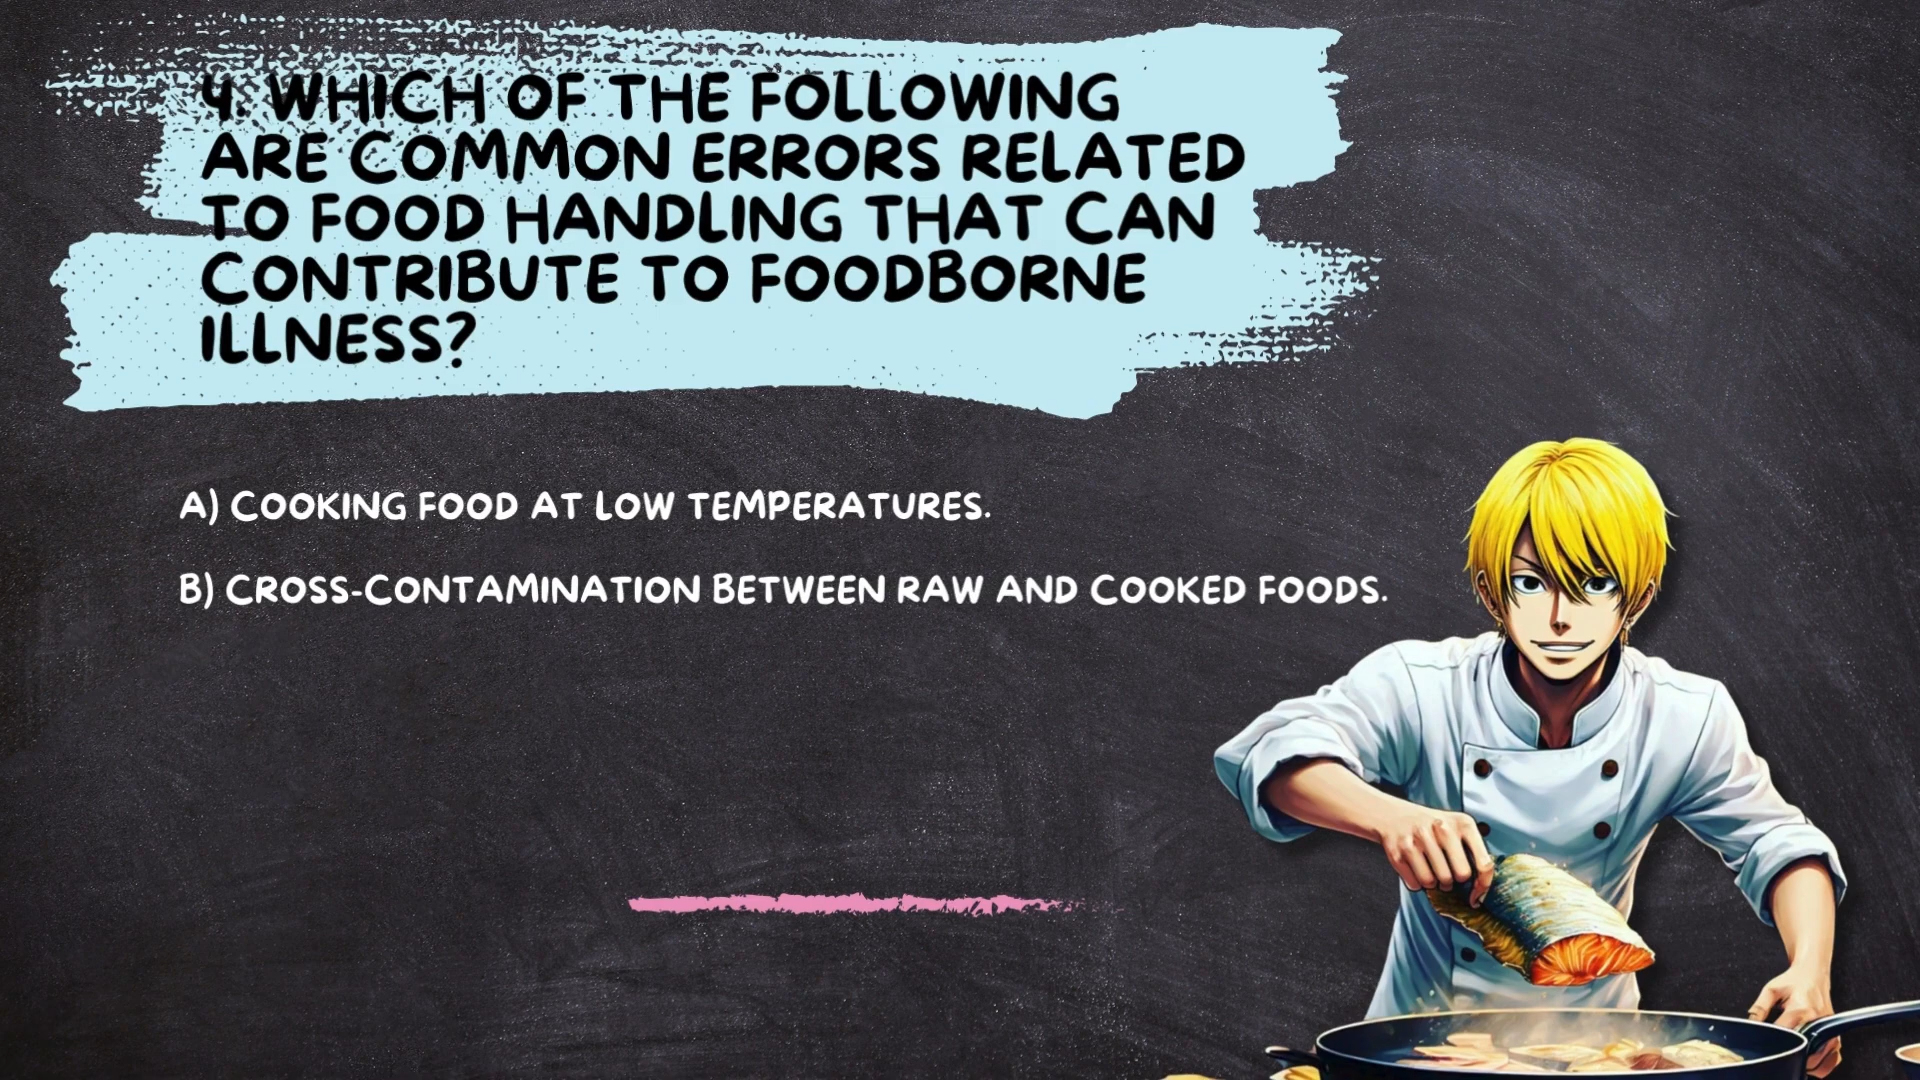 4. WHICH OF THE FOLLOWING
ARE COMMON ERRORS RELATED
TO FOOD HANDLING THAT CAN
CONTRIBUTE TO FOODBORNE
ILLNESS?
A) COOKING FOOD AT LOW TEMPERATURES.
B) CROSS-CONTAMINATION BETWEEN RAW AND COOKED FOODS.